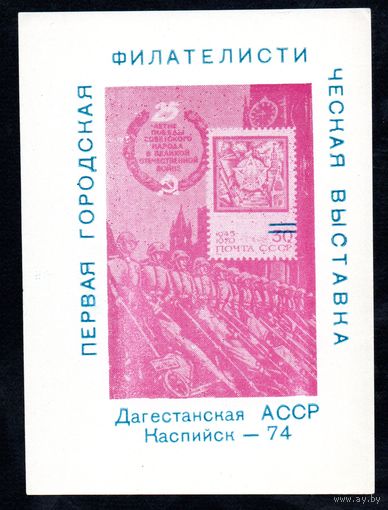 ПЕРВАЯ ГОРОДСКАЯ
ФИЛАТЕЛИСТИ
ЧЕСКАЯ ВЫСТАВКА
25
ЛЕТИЕ
ПОБЕДЫ
СОВЕТСКОГО
НАРОДА
В ВЕЛИКОЙ
ОТЕЧЕСТВЕННОЙ
ВОЙНЕ
1945
1970
30
ПОЧТА СССР
Дагестанская АССР
Каспийск — 74
www.ay.by